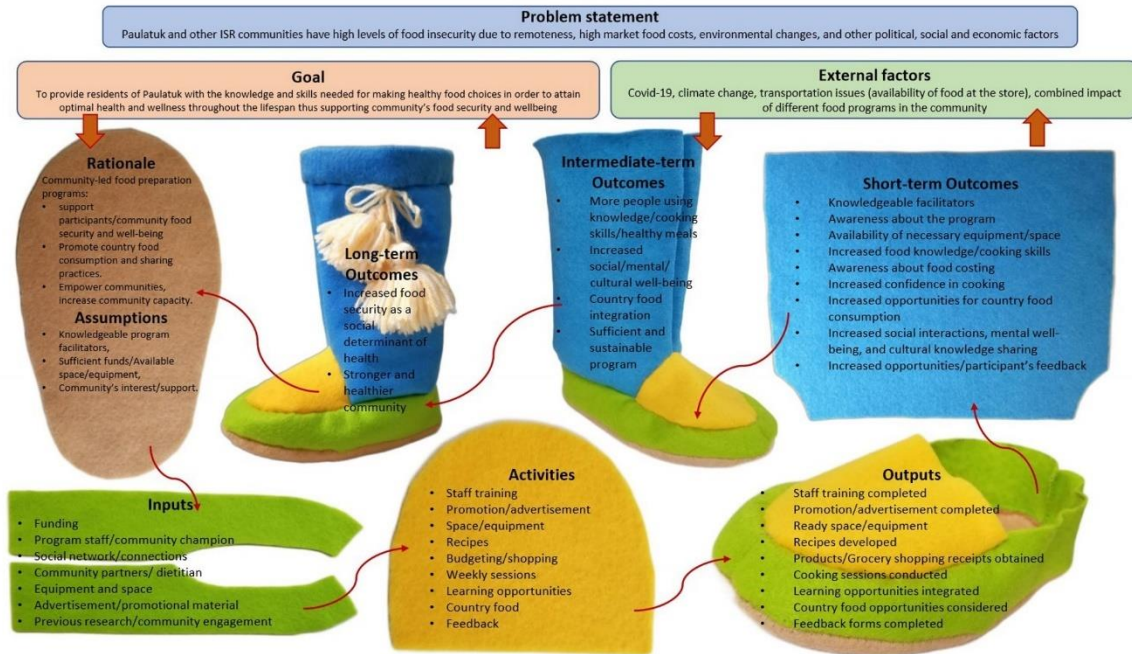 Problem statement
Paulatuk and other ISR communities have high levels of food insecurity due to remoteness, high market food costs, environmental changes, and other political, social and economic factors
Goal
To provide residents of Paulatuk with the knowledge and skills needed for making healthy food choices in order to attain
optimal health and wellness throughout the lifespan thus supporting community's food security and wellbeing
External factors
Covid-19, climate change, transportation issues (availability of food at the store), combined impact
of different food programs in the community
Rationale
Community-led food preparation
programs:
• support
participants/community food
security and well-being
• Promote country food
consumption and sharing
practices.
• Empower communities,
increase community capacity.
Assumptions
• Knowledgeable program
facilitators,
• Sufficient funds/Available
space/equipment,
• Community's interest/support.
Long-term
Outcomes
• Increased food
security as a
social
determinant of
health
• Stronger and
healthier
community
Intermediate-term
Outcomes
• More people using
knowledge/cooking
skills/healthy meals
• Increased
social/mental/
cultural well-being
• Country food
integration
• Sufficient and
sustainable
program
Short-term Outcomes
• Knowledgeable facilitators
• Awareness about the program
• Availability of necessary equipment/space
• Increased food knowledge/cooking skills
• Awareness about food costing
• Increased confidence in cooking
• Increased opportunities for country food
consumption
• Increased social interactions, mental well-
being, and cultural knowledge sharing
• Increased opportunities/participant's feedback
Inputs
• Funding
• Program staff/community champion
• Social network/connections
• Community partners/ dietitian
• Equipment and space
• Advertisement/promotional material
• Previous research/community engagement
Activities
• Staff training
• Promotion/advertisement
• Space/equipment
• Recipes
• Budgeting/shopping
• Weekly sessions
• Learning opportunities
• Country food
• Feedback
Outputs
• Staff training completed
• Promotion/advertisement completed
• Ready space/equipment
• Recipes developed
• Products/Grocery shopping receipts obtained
• Cooking sessions conducted
• Learning opportunities integrated
• Country food opportunities considered
• Feedback forms completed